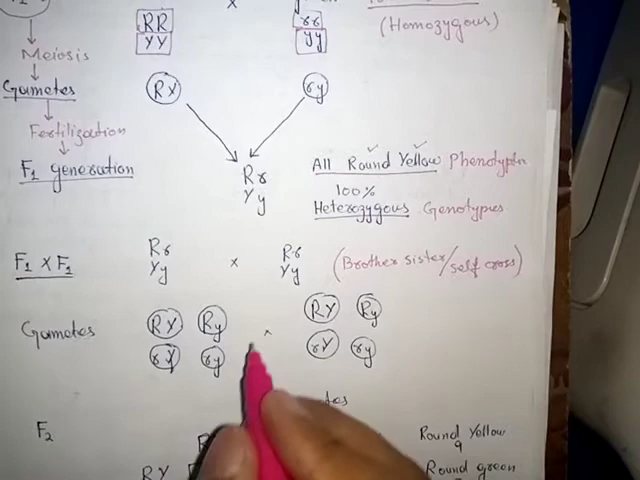 RR × rr
YY yy (Homozygous)
Meiosis
Gametes RY ry
Fertilization
F1 generation Rr All Round Yellow Phenotype
Yy 100%
Heterozygous Genotypes
F1 X F1 Rr x Rr (Brother sister/self cross)
Yy Yy
Gametes RY Ry × RY Ry
rY ry rY ry
F2 Round Yellow
9
RY Round green